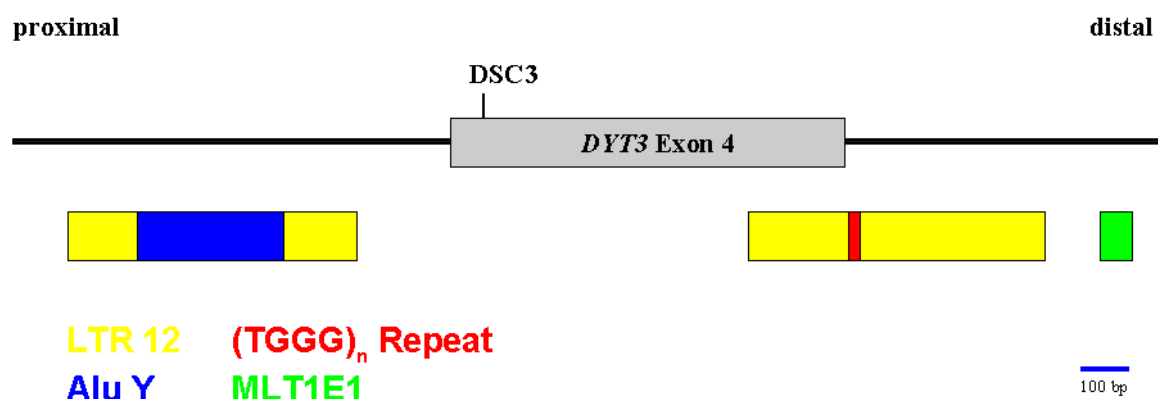 proximal distal
DSC3
DYT3 Exon 4
LTR 12 (TGGG)n Repeat
Alu Y MLT1E1
100 bp